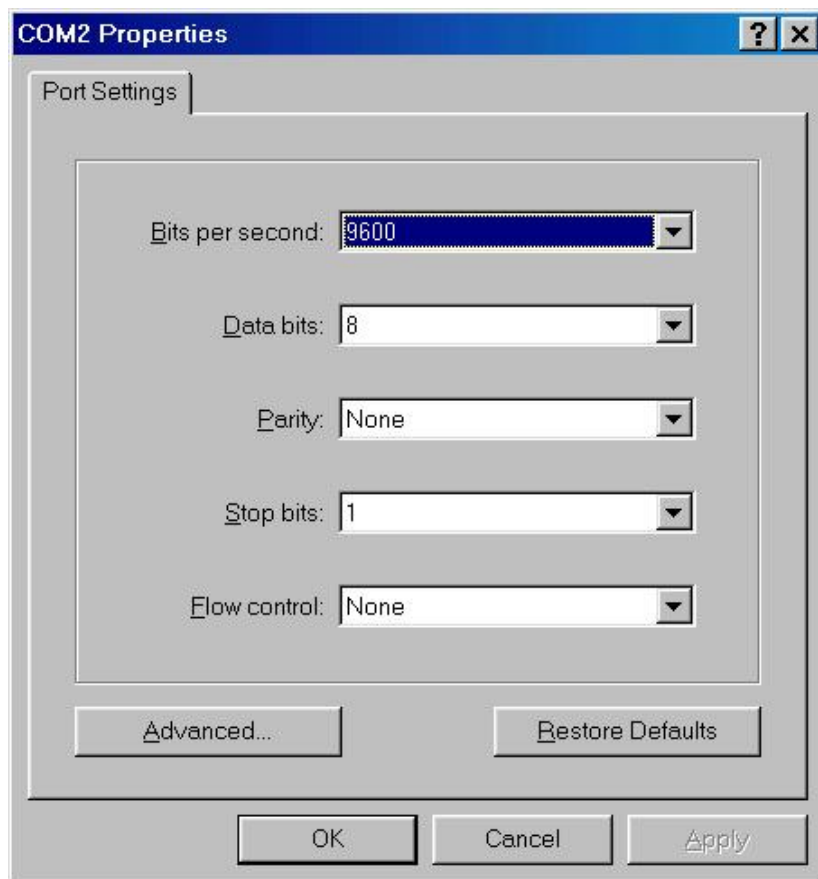 COM2 Properties
Port Settings
Bits per second: 9600
Data bits: 8
Parity: None
Stop bits: 1
Flow control: None
Advanced... Restore Defaults
OK Cancel Apply